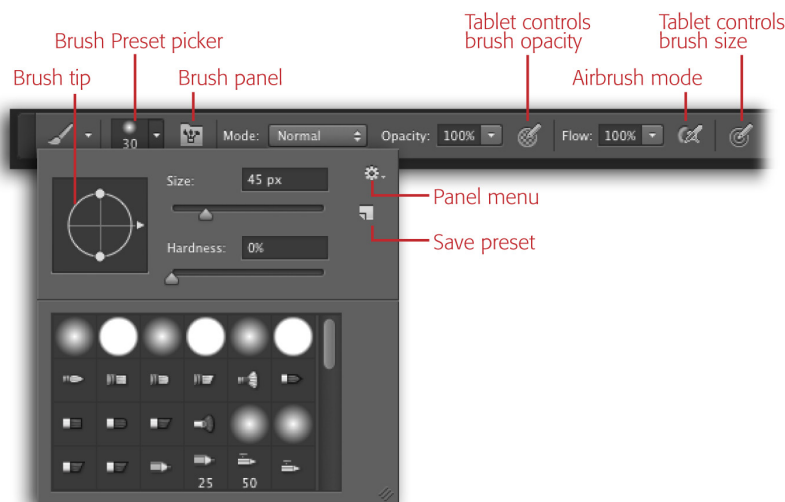 Tablet controls
brush opacity
Tablet controls
brush size
Brush Preset picker
Brush tip
Brush panel
Airbrush mode
30
Mode: Normal
Opacity: 100%
Flow: 100%
Size: 45 px
Panel menu
Save preset
Hardness: 0%
25 50